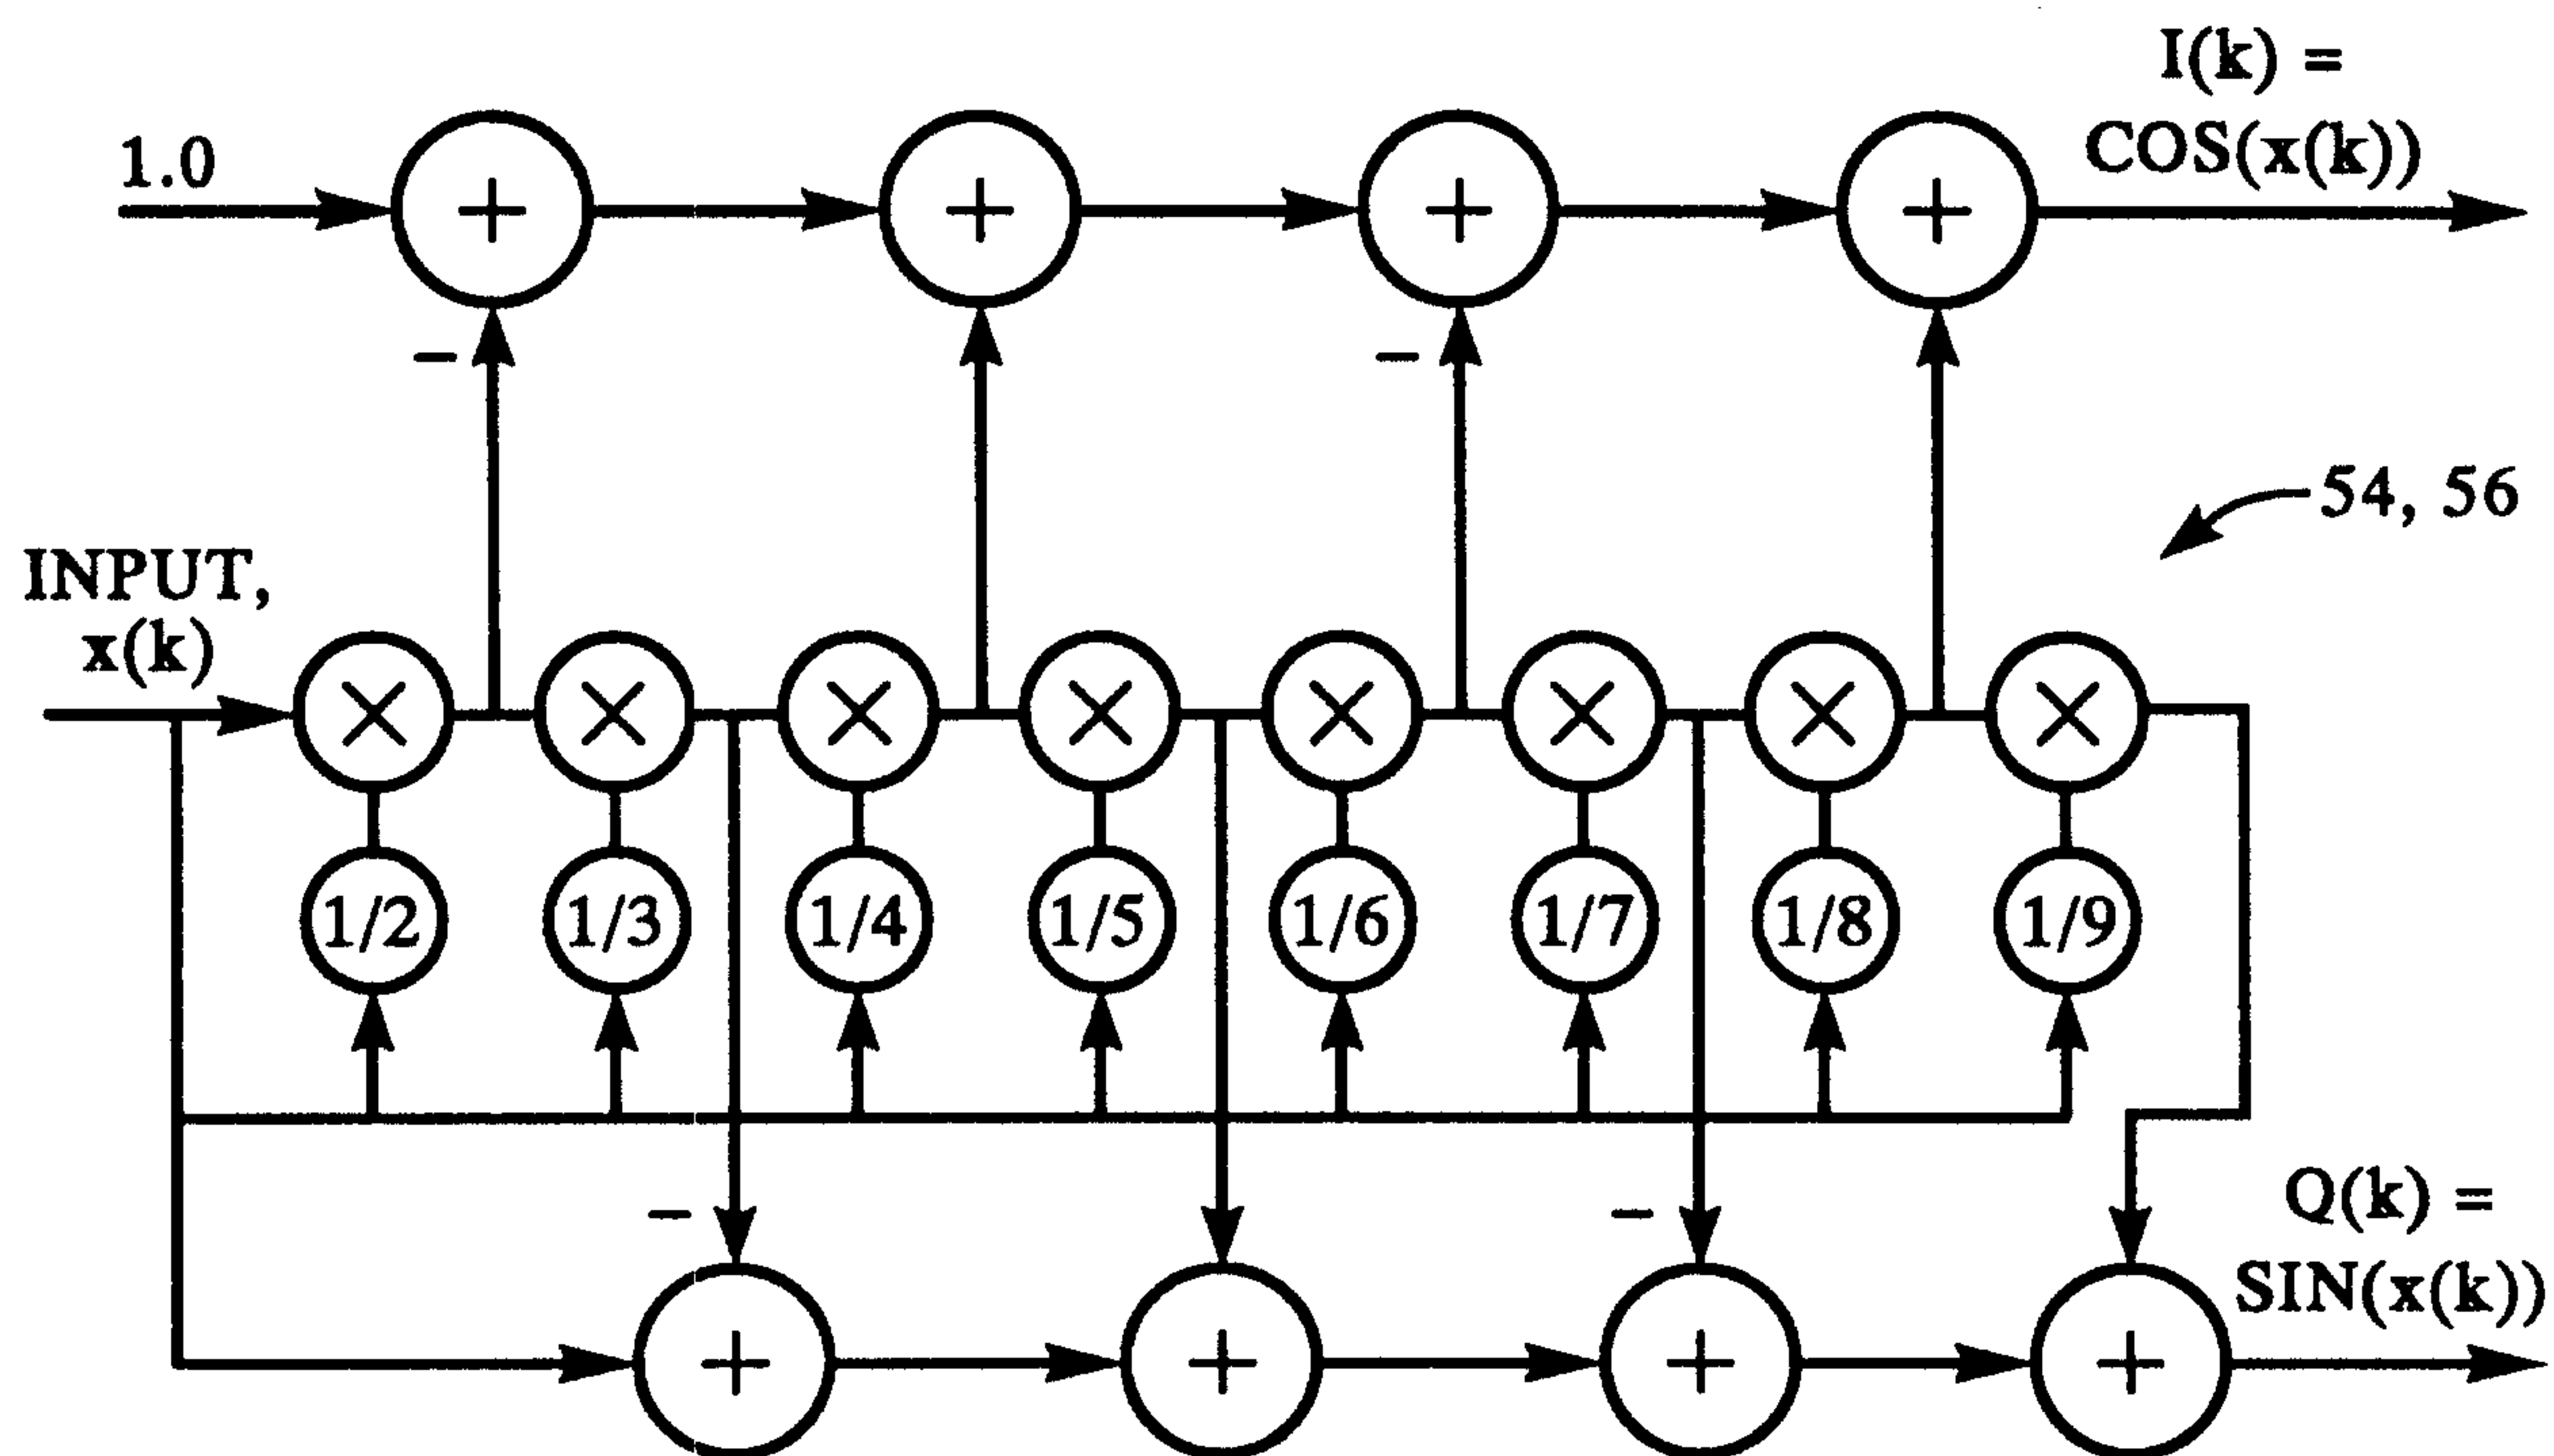 I(k) =
COS(x(k))
1.0
+ + + +
− −
54, 56
INPUT,
x(k)
× × × × × × × ×
1/2 1/3 1/4 1/5 1/6 1/7 1/8 1/9
− −
Q(k) =
SIN(x(k))
+ + + +